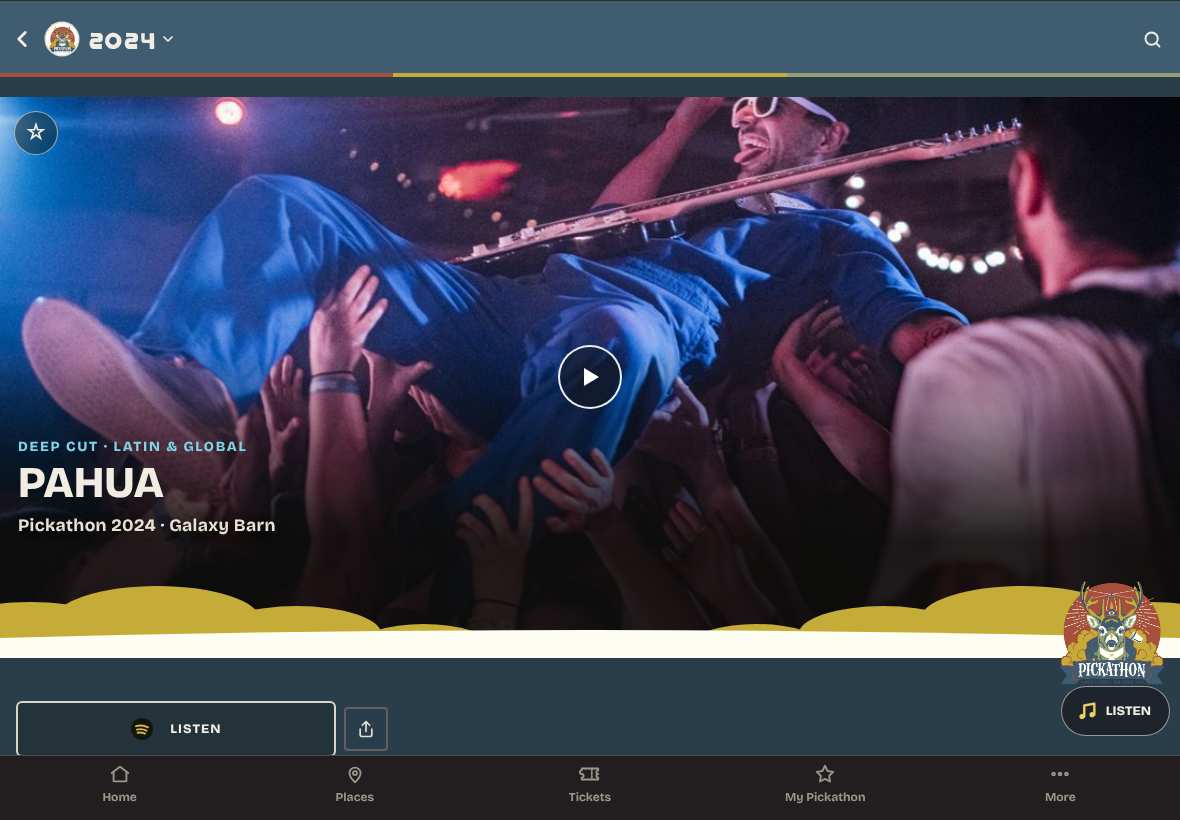 2024
DEEP CUT · LATIN & GLOBAL
PAHUA
Pickathon 2024 · Galaxy Barn
PICKATHON
LISTEN
LISTEN
Home
Places
Tickets
My Pickathon
More